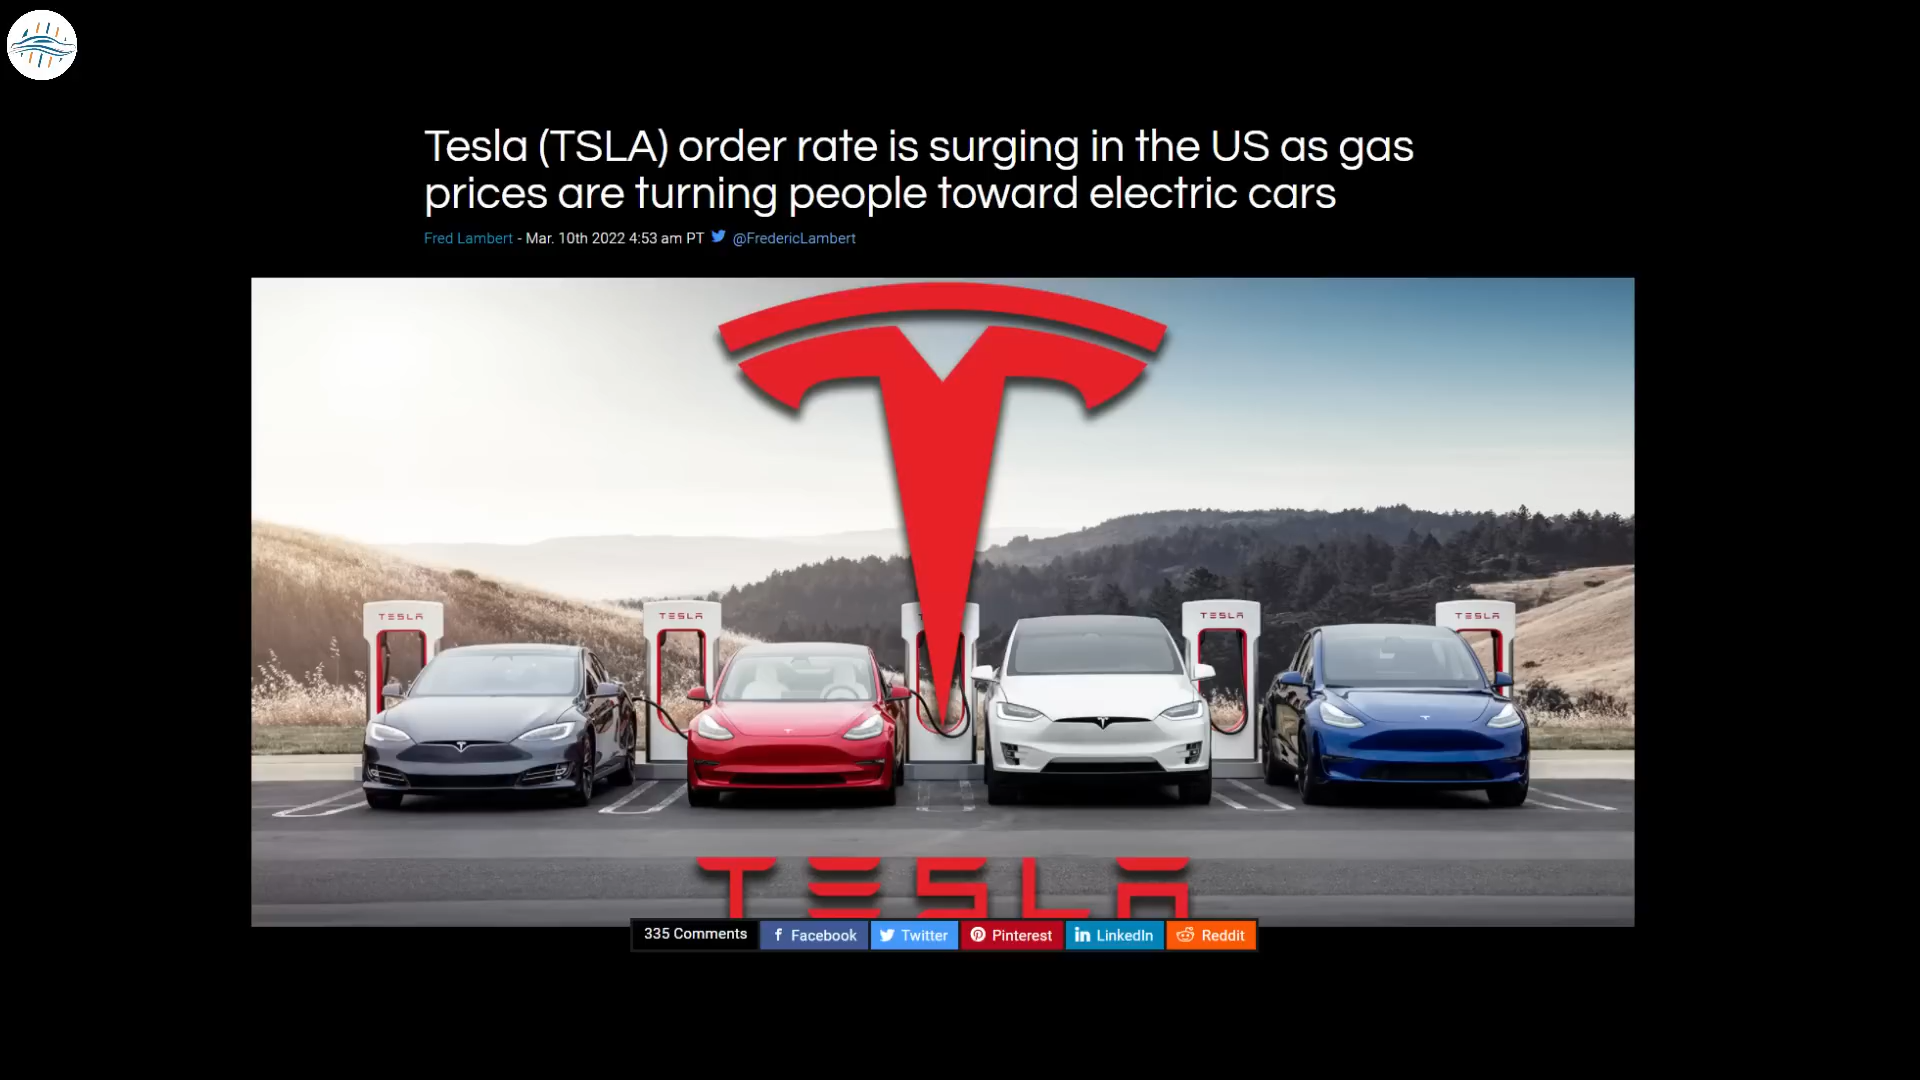 Tesla (TSLA) order rate is surging in the US as gas
prices are turning people toward electric cars
Fred Lambert - Mar. 10th 2022 4:53 am PT @FredericLambert
TESLA TESLA TESLA TESLA
TESLA
335 Comments Facebook Twitter Pinterest LinkedIn Reddit